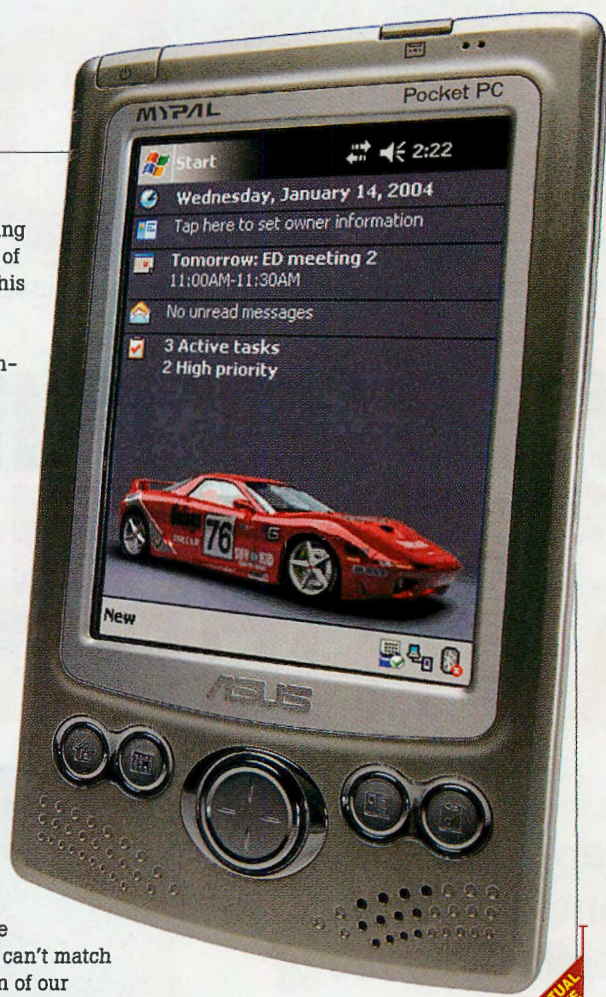 MYPAL
Pocket PC
Start
2:22
Wednesday, January 14, 2004
Tap here to set owner information
Tomorrow: ED meeting 2
11:00AM-11:30AM
No unread messages
3 Active tasks
2 High priority
76
New
ASUS
ing
of
his
n-
e
can't match
n of our
TUAL